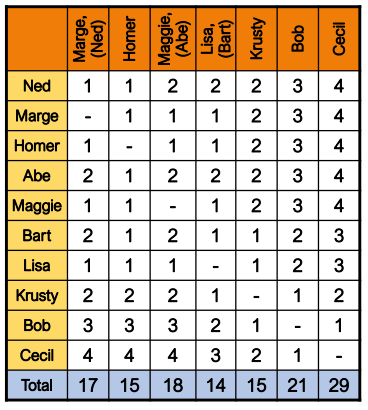 Marge, (Ned) Homer Maggie, (Abe) Lisa, (Bart) Krusty Bob Cecil
Ned 1 1 2 2 2 3 4
Marge - 1 1 1 2 3 4
Homer 1 - 1 1 2 3 4
Abe 2 1 2 2 2 3 4
Maggie 1 1 - 1 2 3 4
Bart 2 1 2 1 1 2 3
Lisa 1 1 1 - 1 2 3
Krusty 2 2 2 1 - 1 2
Bob 3 3 3 2 1 - 1
Cecil 4 4 4 3 2 1 -
Total 17 15 18 14 15 21 29